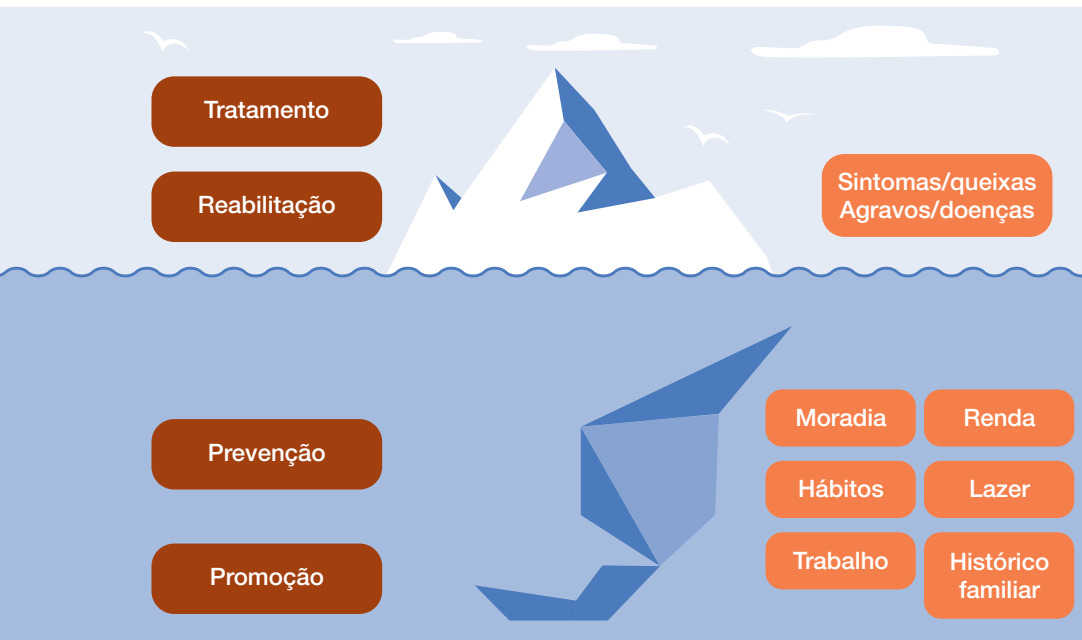 Tratamento
Reabilitação
Sintomas/queixas
Agravos/doenças
Prevenção
Promoção
Moradia
Renda
Hábitos
Lazer
Trabalho
Histórico
familiar